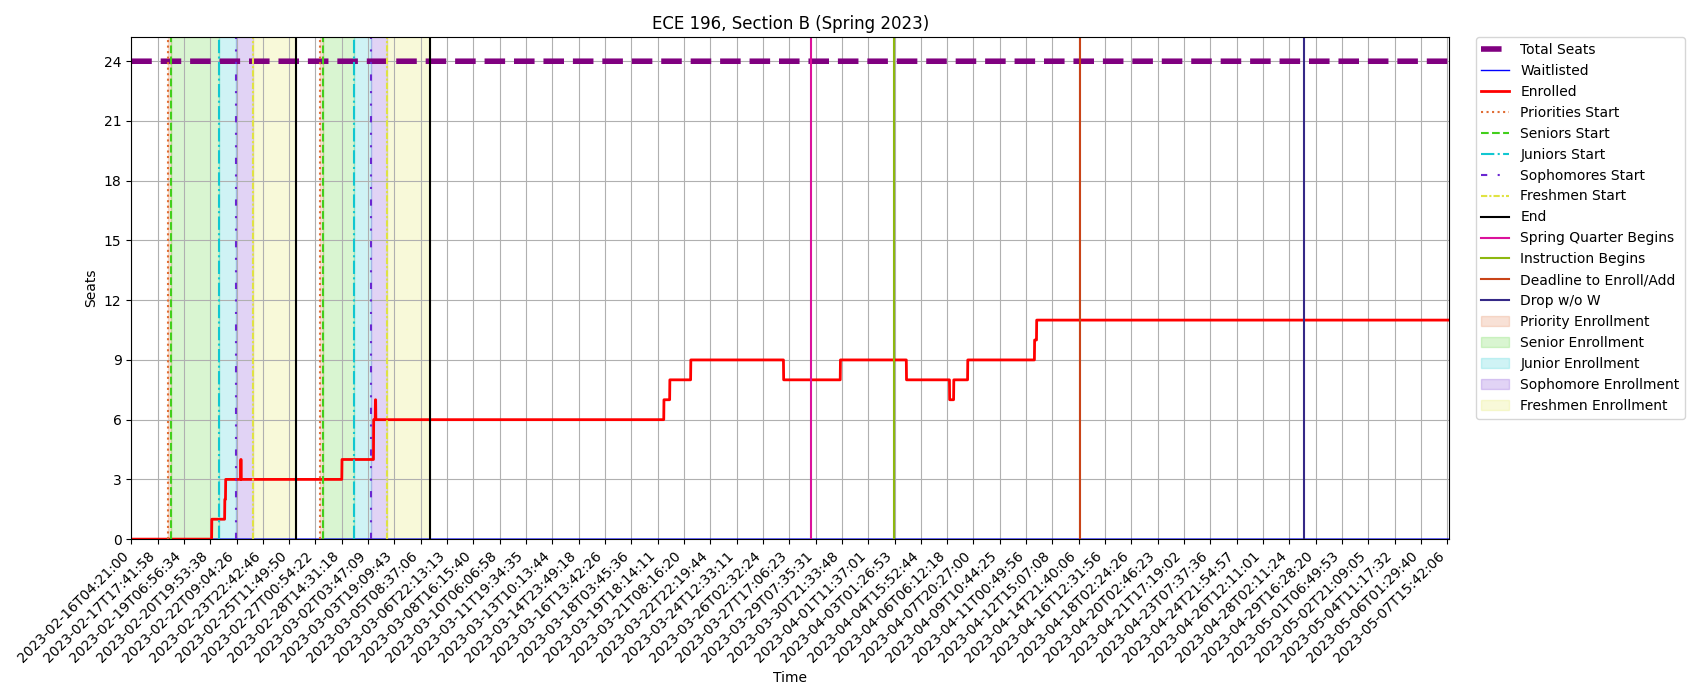 ECE 196, Section B (Spring 2023)
Seats
24
21
18
15
12
9
6
3
0
2023-02-16T04:21:00
2023-02-17T17:41:58
2023-02-19T06:56:34
2023-02-20T19:53:38
2023-02-22T09:04:26
2023-02-23T22:42:46
2023-02-25T11:49:50
2023-02-27T00:54:22
2023-02-28T14:31:18
2023-03-02T03:47:09
2023-03-03T19:09:43
2023-03-05T08:37:06
2023-03-06T22:13:13
2023-03-08T16:15:40
2023-03-10T06:06:58
2023-03-11T19:34:35
2023-03-13T10:13:44
2023-03-14T23:49:18
2023-03-16T13:42:26
2023-03-18T03:45:36
2023-03-19T18:14:11
2023-03-21T08:16:20
2023-03-22T22:19:44
2023-03-24T12:33:11
2023-03-26T02:32:24
2023-03-27T17:06:23
2023-03-29T07:35:31
2023-03-30T21:33:48
2023-04-01T11:37:01
2023-04-03T01:26:53
2023-04-04T15:52:44
2023-04-06T06:12:18
2023-04-07T20:27:00
2023-04-09T10:44:25
2023-04-11T00:49:56
2023-04-12T15:07:08
2023-04-14T21:40:06
2023-04-16T12:31:56
2023-04-18T02:24:26
2023-04-20T02:46:23
2023-04-21T17:19:02
2023-04-23T07:37:36
2023-04-24T21:54:57
2023-04-26T12:11:01
2023-04-28T02:11:24
2023-04-29T16:28:20
2023-05-01T06:49:53
2023-05-02T21:09:05
2023-05-04T11:17:32
2023-05-06T01:29:40
2023-05-07T15:42:06
Time
Total Seats
Waitlisted
Enrolled
Priorities Start
Seniors Start
Juniors Start
Sophomores Start
Freshmen Start
End
Spring Quarter Begins
Instruction Begins
Deadline to Enroll/Add
Drop w/o W
Priority Enrollment
Senior Enrollment
Junior Enrollment
Sophomore Enrollment
Freshmen Enrollment